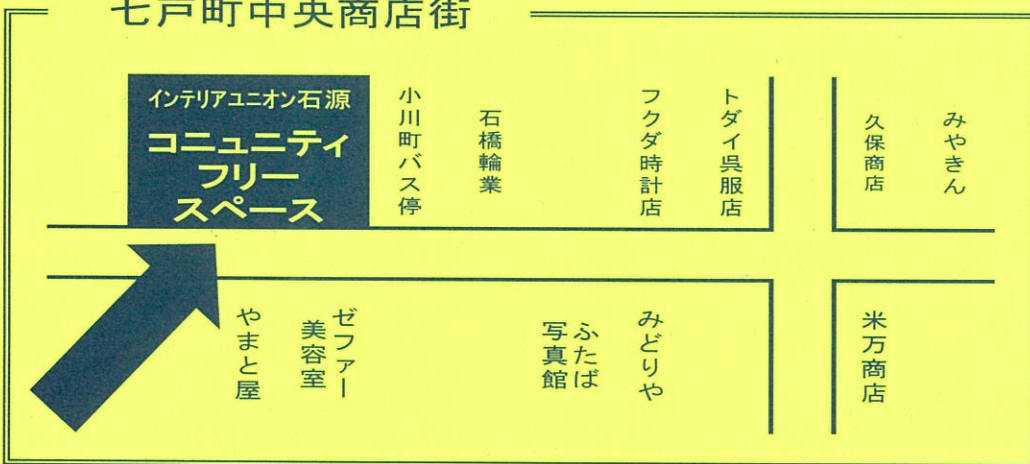 七戸町中央商店街
インテリアユニオン石源
コニュニティ
フリー
スペース
小川町バス停
石橋輪業
フクダ時計店
トダイ呉服店
久保商店
みやきん
やまと屋
ゼファー
美容室
ふたば
写真館
みどりや
米万商店